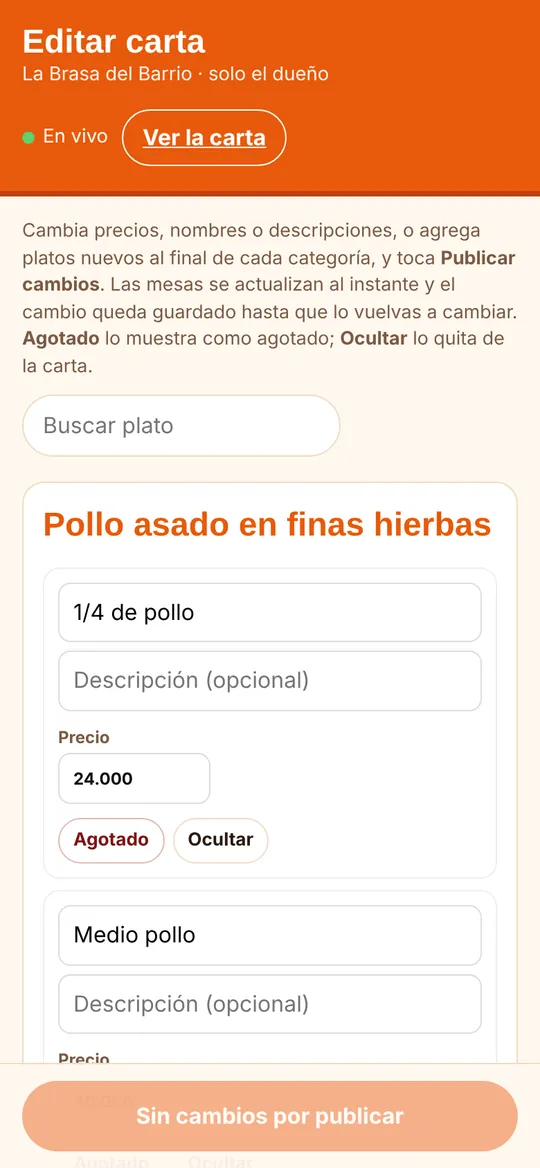 Editar carta
La Brasa del Barrio · solo el dueño
En vivo
Ver la carta
Cambia precios, nombres o descripciones, o agrega
platos nuevos al final de cada categoría, y toca Publicar
cambios. Las mesas se actualizan al instante y el
cambio queda guardado hasta que lo vuelvas a cambiar.
Agotado lo muestra como agotado; Ocultar lo quita de
la carta.
Buscar plato
Pollo asado en finas hierbas
1/4 de pollo
Descripción (opcional)
Precio
24.000
Agotado
Ocultar
Medio pollo
Descripción (opcional)
Precio
Sin cambios por publicar
Agotado
Ocultar